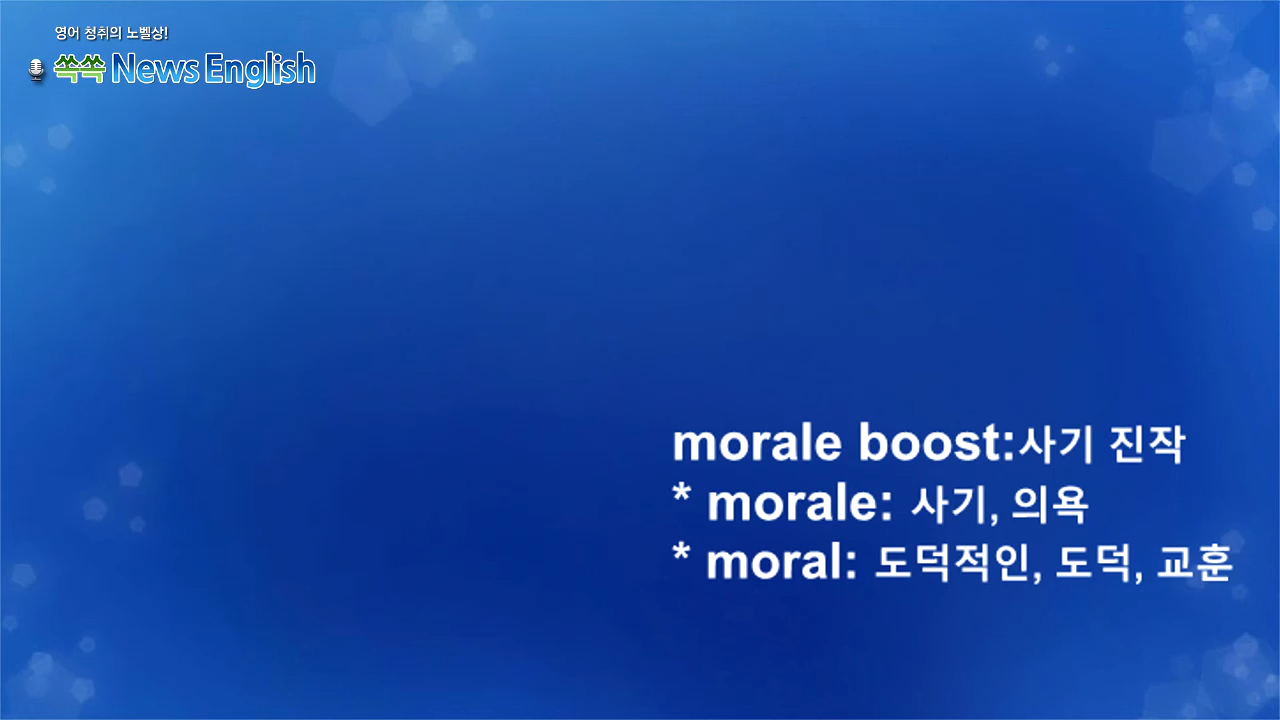 영어 청취의 노벨상!
쏙쏙 News English
morale boost:사기 진작
* morale: 사기, 의욕
* moral: 도덕적인, 도덕, 교훈